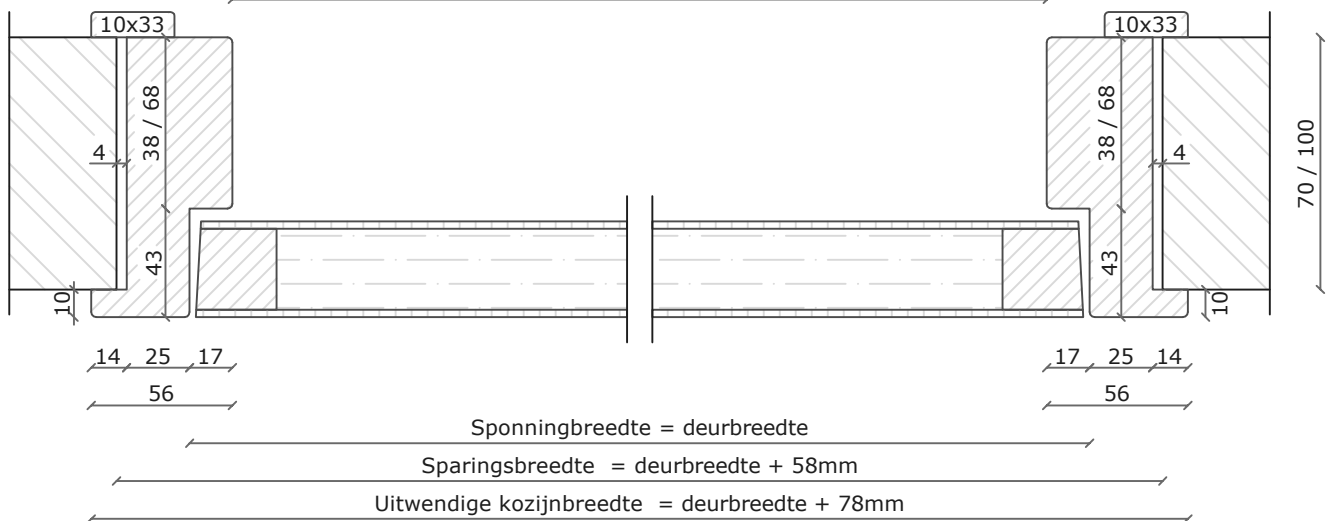 10x33 10x33
38 / 68 38 / 68
4 4
70 / 100
43 43
10 10
14 25 17 17 25 14
56 56
Sponningbreedte = deurbreedte
Sparingsbreedte = deurbreedte + 58mm
Uitwendige kozijnbreedte = deurbreedte + 78mm